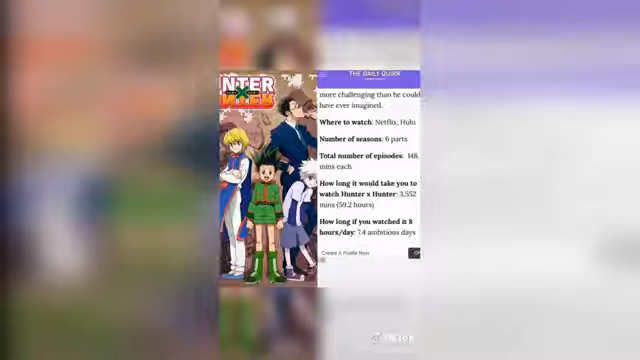 HUNTER
X
HUNTER
THE DAILY QUIRK
more challenging than he could
have ever imagined.
Where to watch: Netflix, Hulu
Number of seasons: 6 parts
Total number of episodes: 148,
mins each
How long it would take you to
watch Hunter x Hunter: 3,552
mins (59.2 hours)
How long if you watched it 8
hours/day: 7.4 ambitious days
Create A Profile Now
TikTok